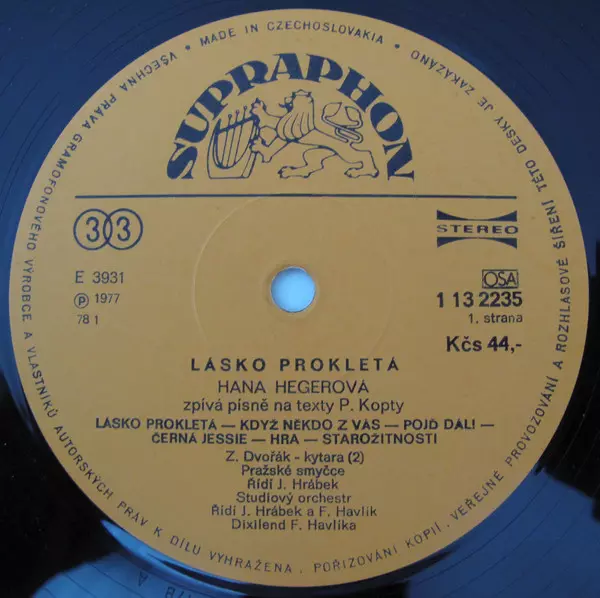 MADE IN CZECHOSLOVAKIA • VŠECHNA PRÁVA GRAMOFONOVÉHO VÝROBCE A VLASTNÍKŮ AUTORSKÝCH PRÁV K DÍLU VYHRAŽENA. POŘIZOVÁNÍ KOPIÍ, VEŘEJNÉ PROVOZOVÁNÍ A ROZHLASOVÉ ŠÍŘENÍ TÉTO DESKY JE ZAKÁZÁNO •
SUPRAPHON
33
STEREO
E 3931
OSA
℗ 1977
1 13 2235
78 1
1. strana
Kčs 44,-
LÁSKO PROKLETÁ
HANA HEGEROVÁ
zpívá písně na texty P. Kopty
LÁSKO PROKLETÁ — KDYŽ NĚKDO Z VÁS — POJĎ DÁL! —
ČERNÁ JESSIE — HRA — STAROŽITNOSTI
Z. Dvořák - kytara (2)
Pražské smyčce
Řídí J. Hrábek
Studiový orchestr
Řídí J. Hrábek a F. Havlík
Dixilend F. Havlíka